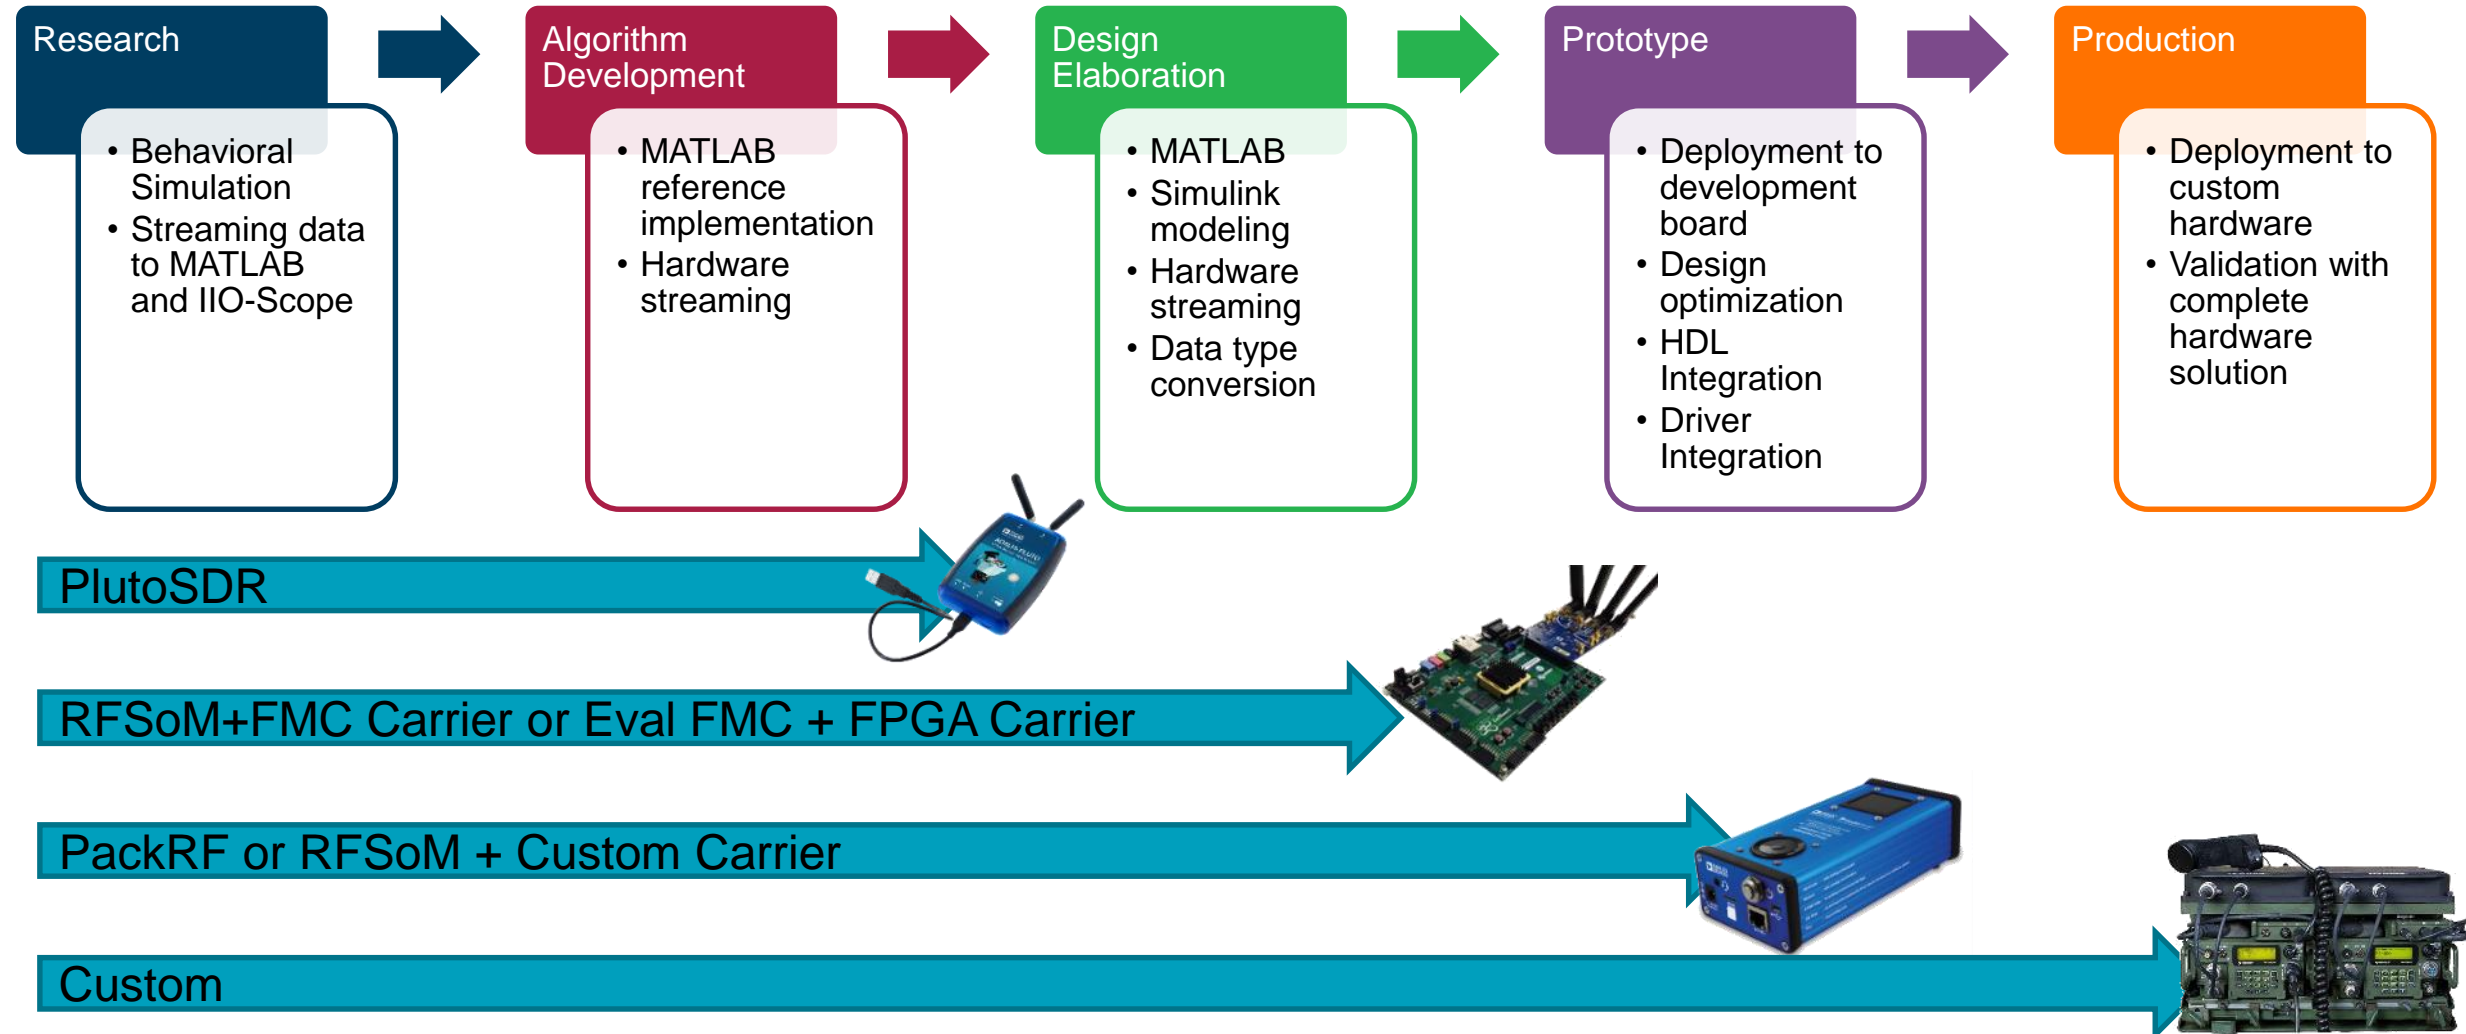 Research
Algorithm
Development
Design
Elaboration
Prototype
Production
• Behavioral
Simulation
• Streaming data
to MATLAB
and IIO-Scope
• MATLAB
reference
implementation
• Hardware
streaming
• MATLAB
• Simulink
modeling
• Hardware
streaming
• Data type
conversion
• Deployment to
development
board
• Design
optimization
• HDL
Integration
• Driver
Integration
• Deployment to
custom
hardware
• Validation with
complete
hardware
solution
PlutoSDR
RFSoM+FMC Carrier or Eval FMC + FPGA Carrier
PackRF or RFSoM + Custom Carrier
Custom